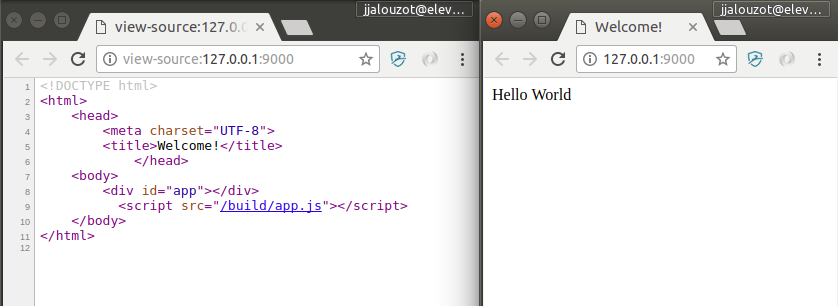 jjalouzot@elev...
view-source:127.0.0
view-source:127.0.0.1:9000
1 <!DOCTYPE html>
2 <html>
3     <head>
4         <meta charset="UTF-8">
5         <title>Welcome!</title>
6             </head>
7     <body>
8         <div id="app"></div>
9           <script src="/build/app.js"></script>
10     </body>
11 </html>
12
jjalouzot@elev...
Welcome!
127.0.0.1:9000
Hello World